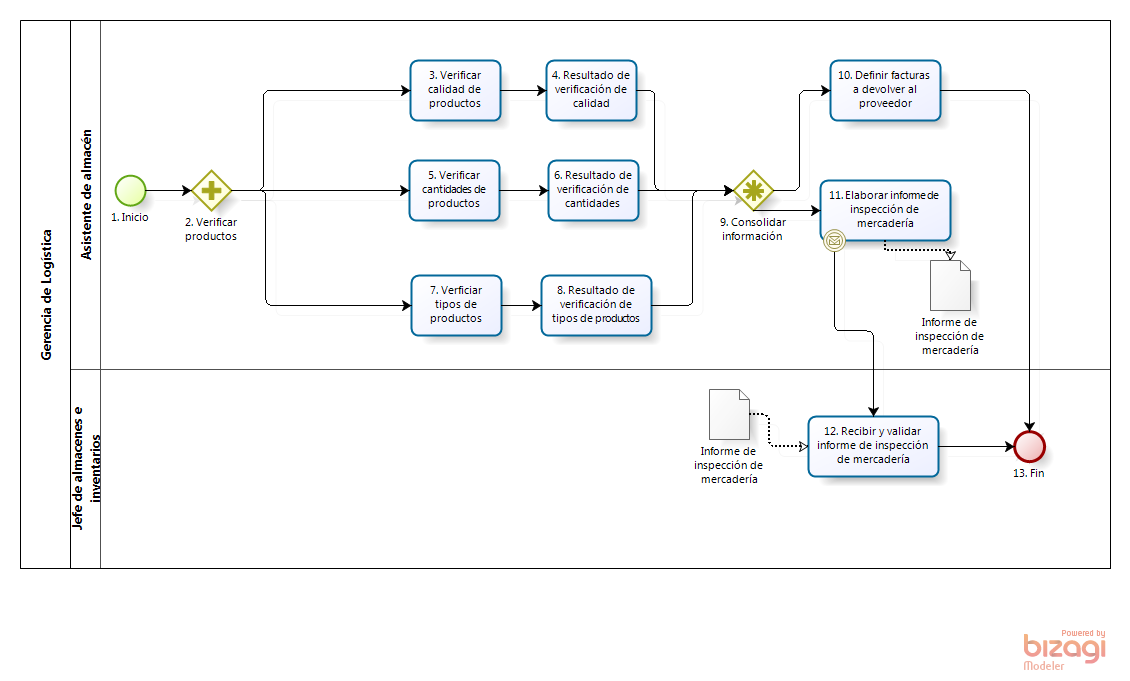 Gerencia de Logística
Asistente de almacén
1. Inicio
2. Verificar
productos
3. Verificar
calidad de
productos
4. Resultado de
verificación de
calidad
5. Verificar
cantidades de
productos
6. Resultado de
verificación de
cantidades
7. Verficiar
tipos de
productos
8. Resultado de
verificación de
tipos de productos
9. Consolidar
información
10. Definir facturas
a devolver al
proveedor
11. Elaborar informe de
inspección de
mercadería
Informe de
inspección de
mercadería
Jefe de almacenes e
inventarios
Informe de
inspección de
mercadería
12. Recibir y validar
informe de inspección
de mercadería
13. Fin
Powered by
bizagi
Modeler